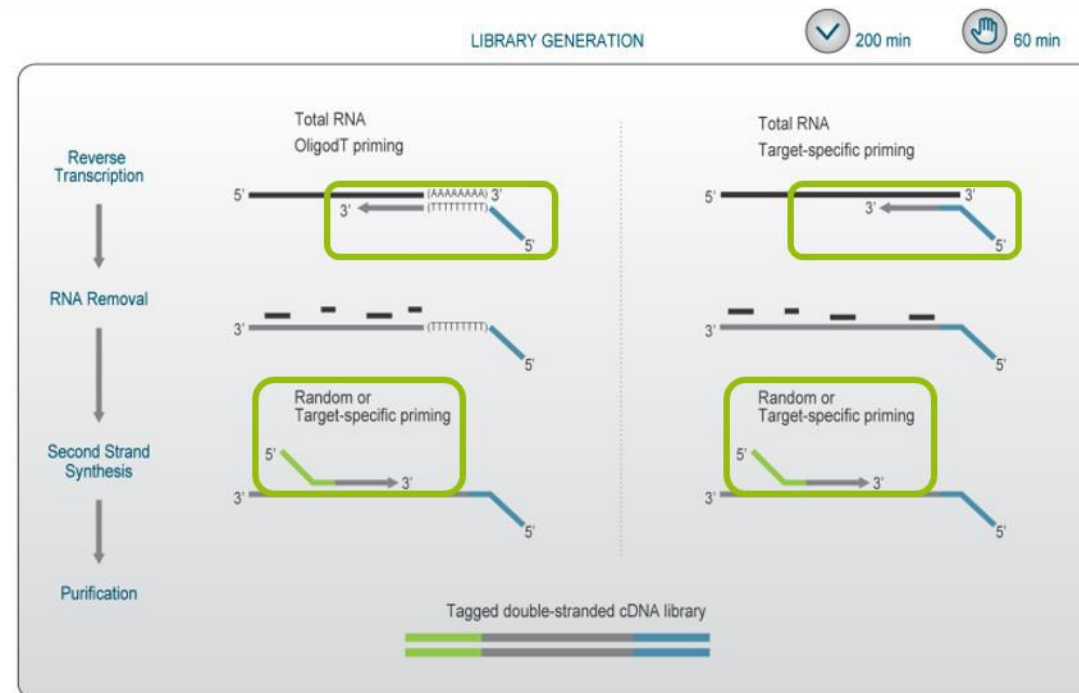 LIBRARY GENERATION
200 min
60 min
Reverse
Transcription
RNA Removal
Second Strand
Synthesis
Purification
Total RNA
OligodT priming
5'
(AAAAAAAA) 3'
3'
(TTTTTTTTT)
5'
3'
(TTTTTTTTT)
5'
Random or
Target-specific priming
5'
3'
3'
5'
Total RNA
Target-specific priming
5'
3'
3'
5'
3'
5'
Random or
Target-specific priming
5'
3'
3'
5'
Tagged double-stranded cDNA library